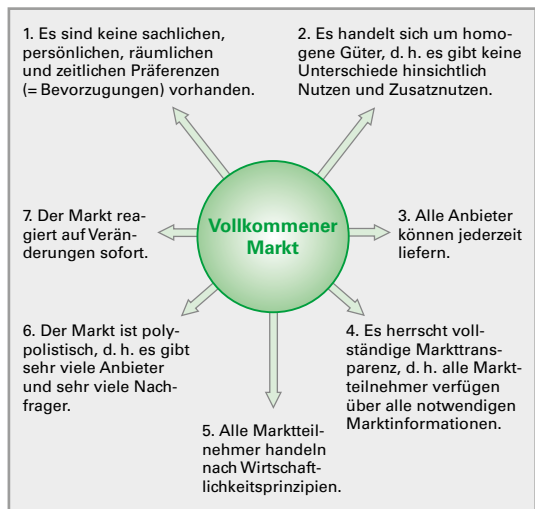 1. Es sind keine sachlichen,
persönlichen, räumlichen
und zeitlichen Präferenzen
(= Bevorzugungen) vorhanden.
2. Es handelt sich um homo-
gene Güter, d. h. es gibt keine
Unterschiede hinsichtlich
Nutzen und Zusatznutzen.
Vollkommener
Markt
3. Alle Anbieter
können jederzeit
liefern.
4. Es herrscht voll-
ständige Markttrans-
parenz, d. h. alle Markt-
teilnehmer verfügen
über alle notwendigen
Marktinformationen.
5. Alle Marktteil-
nehmer handeln
nach Wirtschaft-
lichkeitsprinzipien.
6. Der Markt ist poly-
polistisch, d. h. es gibt
sehr viele Anbieter
und sehr viele Nach-
frager.
7. Der Markt rea-
giert auf Verän-
derungen sofort.